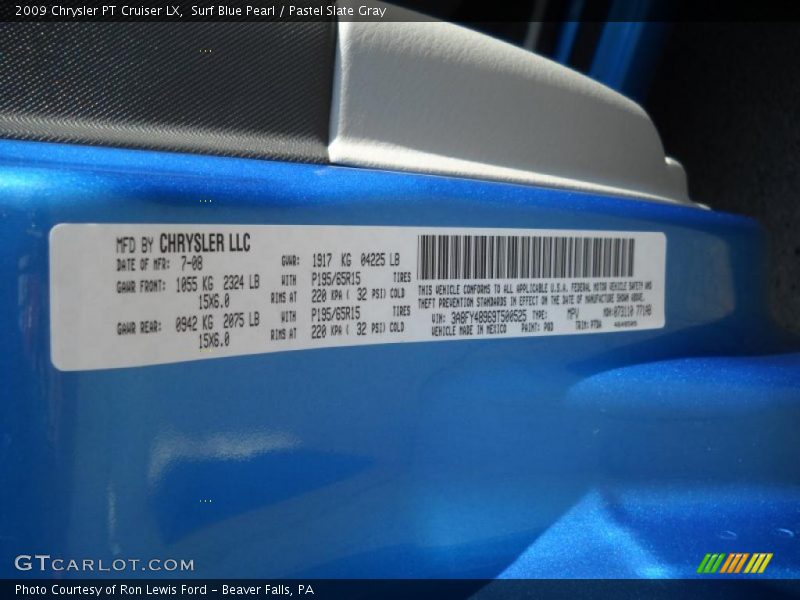 2009 Chrysler PT Cruiser LX, Surf Blue Pearl / Pastel Slate Gray
MFD BY CHRYSLER LLC
DATE OF MFR: 7-08
GVWR: 1917 KG 04225 LB
GAWR FRONT: 1055 KG 2324 LB WITH P195/65R15 TIRES
15X6.0 RIMS AT 220 KPA ( 32 PSI) COLD
GAWR REAR: 0942 KG 2075 LB WITH P195/65R15 TIRES
15X6.0 RIMS AT 220 KPA ( 32 PSI) COLD
THIS VEHICLE CONFORMS TO ALL APPLICABLE U.S.A. FEDERAL MOTOR VEHICLE SAFETY AND
THEFT PREVENTION STANDARDS IN EFFECT ON THE DATE OF MANUFACTURE SHOWN ABOVE.
VIN: 3A8FY48969T500525 TYPE: MPV MDH:073110 771AB
VEHICLE MADE IN MEXICO PAINT: PBD TRIM:
GTCARLOT.COM
Photo Courtesy of Ron Lewis Ford - Beaver Falls, PA